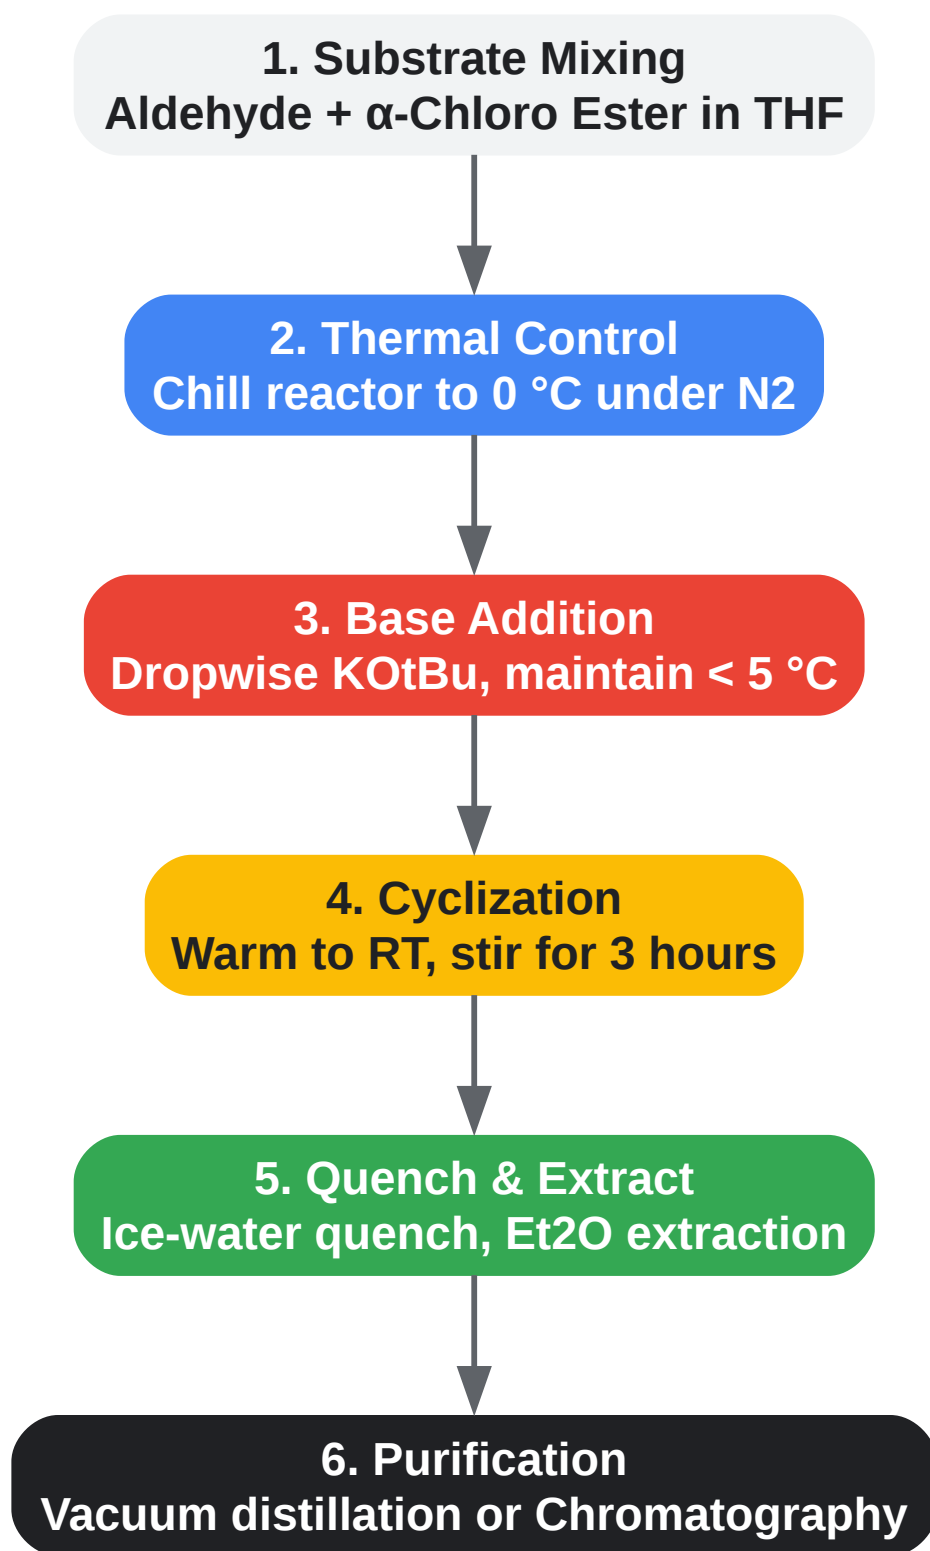 1. Substrate Mixing
Aldehyde + α-Chloro Ester in THF
2. Thermal Control
Chill reactor to 0 °C under N2
3. Base Addition
Dropwise KOtBu, maintain < 5 °C
4. Cyclization
Warm to RT, stir for 3 hours
5. Quench & Extract
Ice-water quench, Et2O extraction
6. Purification
Vacuum distillation or Chromatography